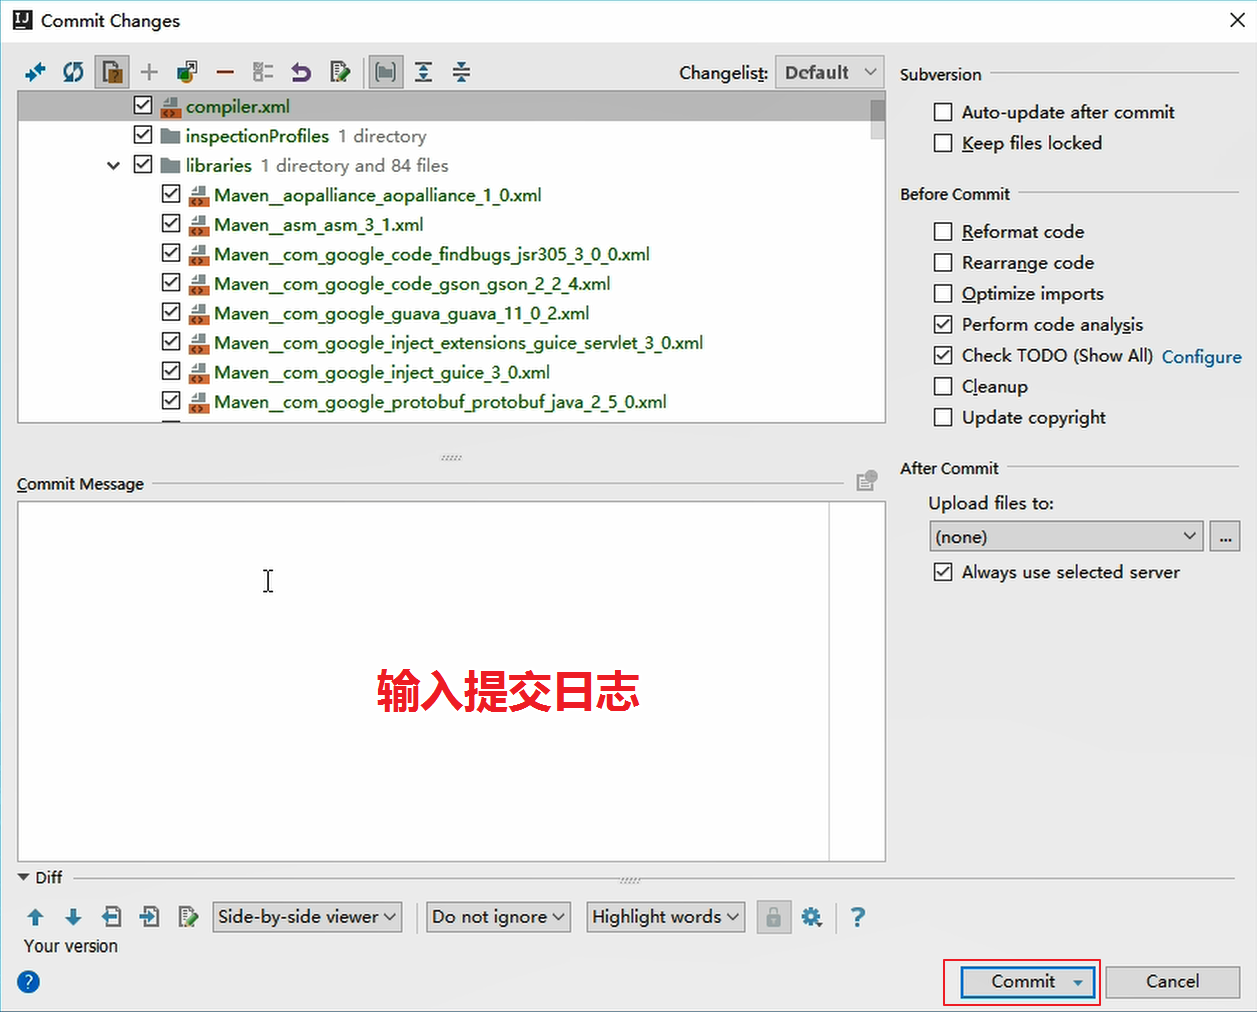 Commit Changes
Changelist: Default
compiler.xml
inspectionProfiles 1 directory
libraries 1 directory and 84 files
Maven__aopalliance_aopalliance_1_0.xml
Maven__asm_asm_3_1.xml
Maven__com_google_code_findbugs_jsr305_3_0_0.xml
Maven__com_google_code_gson_gson_2_2_4.xml
Maven__com_google_guava_guava_11_0_2.xml
Maven__com_google_inject_extensions_guice_servlet_3_0.xml
Maven__com_google_inject_guice_3_0.xml
Maven__com_google_protobuf_protobuf_java_2_5_0.xml
Subversion
Auto-update after commit
Keep files locked
Before Commit
Reformat code
Rearrange code
Optimize imports
Perform code analysis
Check TODO (Show All) Configure
Cleanup
Update copyright
After Commit
Upload files to:
(none) ...
Always use selected server
Commit Message
输入提交日志
Diff
Side-by-side viewer Do not ignore Highlight words ?
Your version
? Commit Cancel